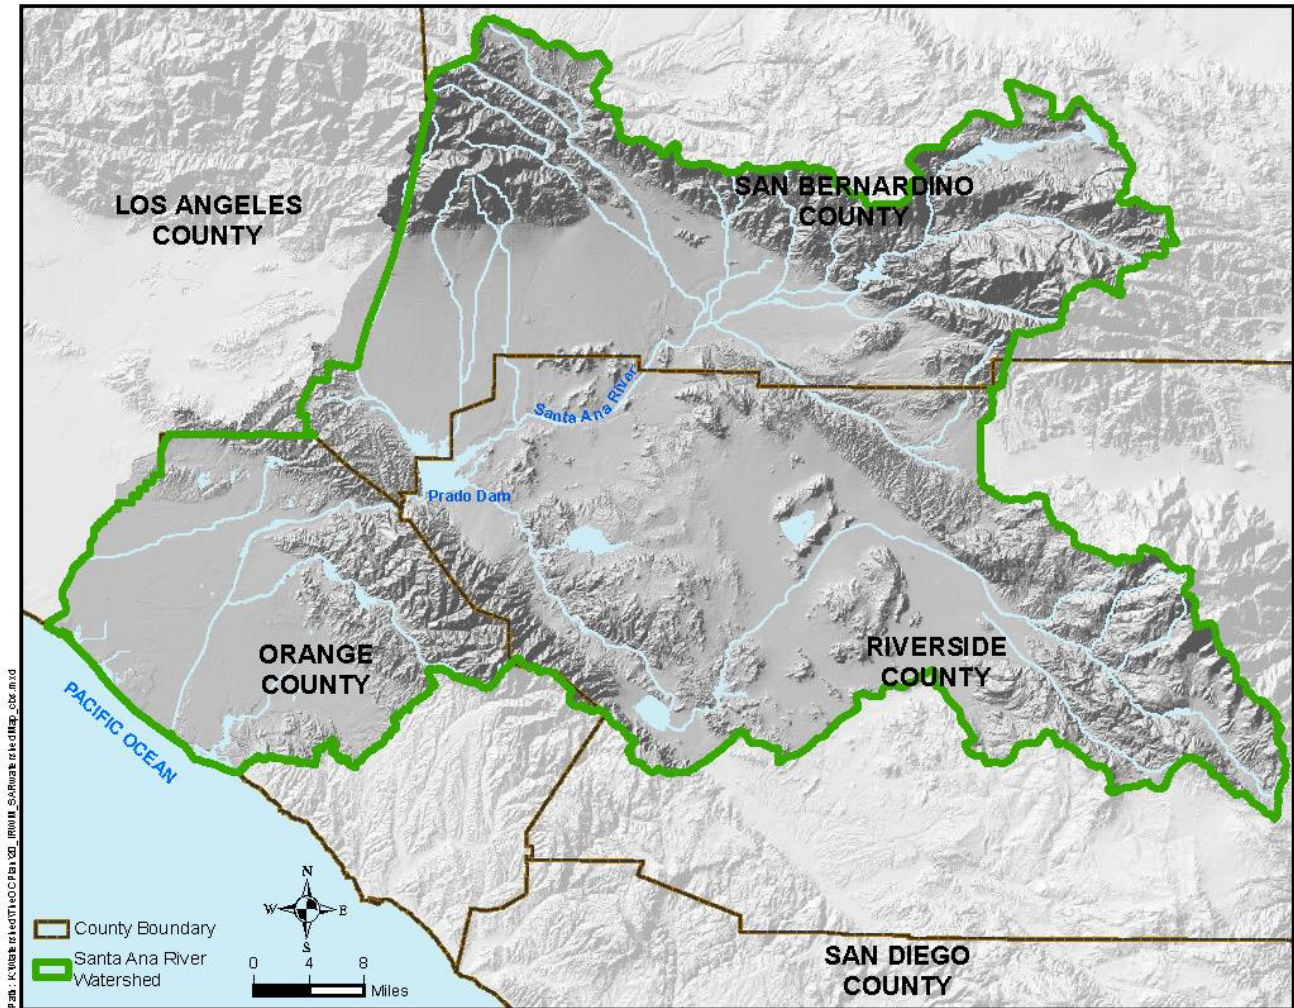 LOS ANGELES
COUNTY
SAN BERNARDINO
COUNTY
Santa Ana River
Prado Dam
ORANGE
COUNTY
RIVERSIDE
COUNTY
PACIFIC OCEAN
SAN DIEGO
COUNTY
N
W
E
S
County Boundary
Santa Ana River
Watershed
0
4
8
Miles